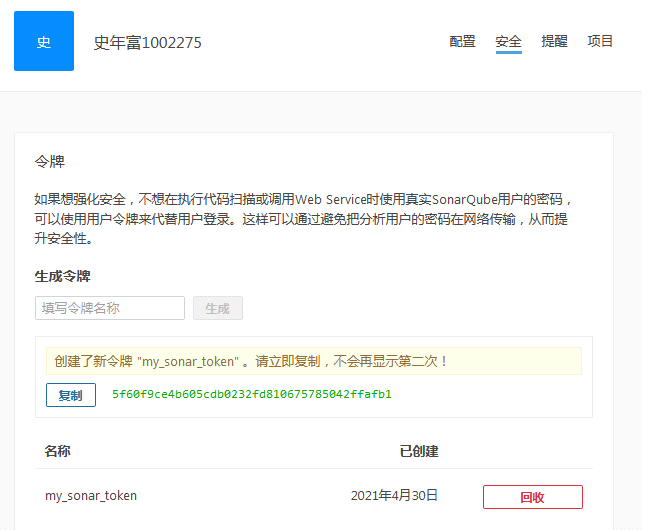 史
史年富1002275
配置 安全 提醒 项目
令牌
如果想强化安全，不想在执行代码扫描或调用Web Service时使用真实SonarQube用户的密码，
可以使用用户令牌来代替用户登录。这样可以通过避免把分析用户的密码在网络传输，从而提
升安全性。
生成令牌
填写令牌名称 生成
创建了新令牌 "my_sonar_token" 。请立即复制，不会再显示第二次！
复制 5f60f9ce4b605cdb0232fd810675785042ffafb1
名称 已创建
my_sonar_token 2021年4月30日 回收